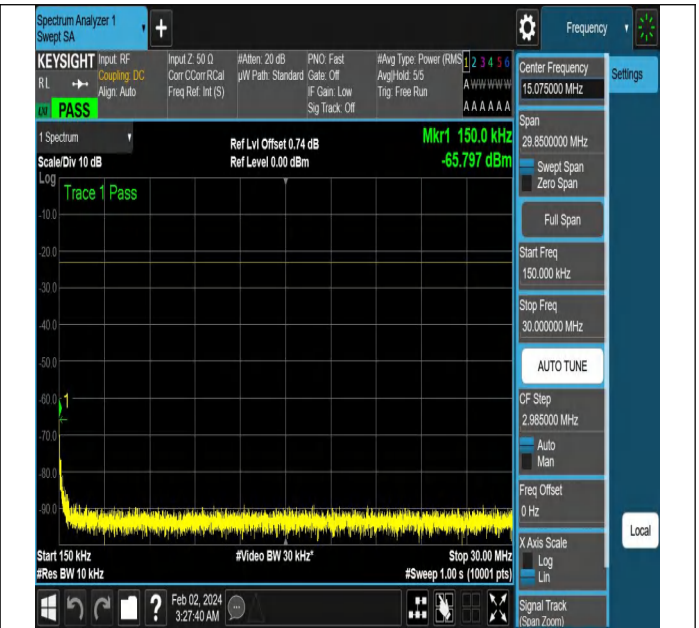 Spectrum Analyzer 1
Swept SA
+
Frequency
KEYSIGHT
Input: RF
Coupling: DC
Align: Auto
Input Z: 50 Ω
Corr CCorr RCal
Freq Ref: Int (S)
#Atten: 20 dB
µW Path: Standard
PNO: Fast
Gate: Off
IF Gain: Low
Sig Track: Off
#Avg Type: Power (RMS
Avg|Hold: 5/5
Trig: Free Run
1 2 3 4 5 6
A W W W W W
A A A A A A
R L
PASS
1 Spectrum
Scale/Div 10 dB
Ref Lvl Offset 0.74 dB
Ref Level 0.00 dBm
Mkr1 150.0 kHz
-65.797 dBm
Log
Trace 1 Pass
-10.0
-20.0
-30.0
-40.0
-50.0
-60.0
1
-70.0
-80.0
-90.0
Start 150 kHz
#Video BW 30 kHz*
Stop 30.00 MHz
#Res BW 10 kHz
#Sweep 1.00 s (10001 pts)
?
Feb 02, 2024
3:27:40 AM
Center Frequency
15.075000 MHz
Settings
Span
29.8500000 MHz
Swept Span
Zero Span
Full Span
Start Freq
150.000 kHz
Stop Freq
30.000000 MHz
AUTO TUNE
CF Step
2.985000 MHz
Auto
Man
Freq Offset
0 Hz
Local
X Axis Scale
Log
Lin
Signal Track
(Span Zoom)